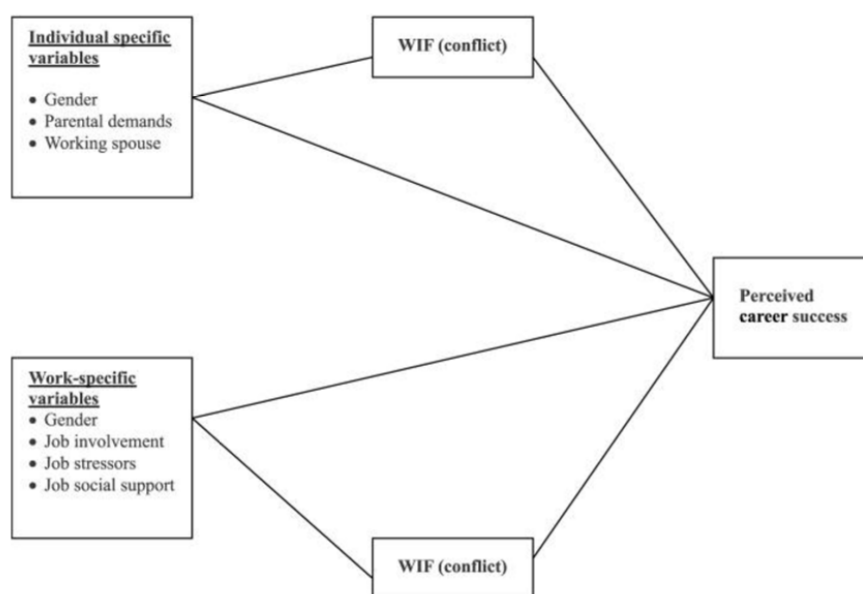 Individual specific
variables
• Gender
• Parental demands
• Working spouse
WIF (conflict)
Perceived
career success
Work-specific
variables
• Gender
• Job involvement
• Job stressors
• Job social support
WIF (conflict)